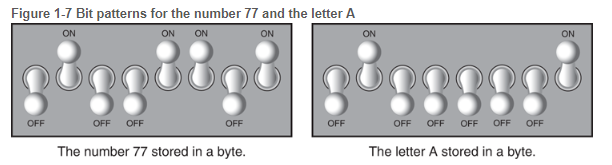 Figure 1-7 Bit patterns for the number 77 and the letter A
ON ON ON ON ON ON
OFF OFF OFF OFF OFF OFF OFF OFF OFF OFF
The number 77 stored in a byte. The letter A stored in a byte.